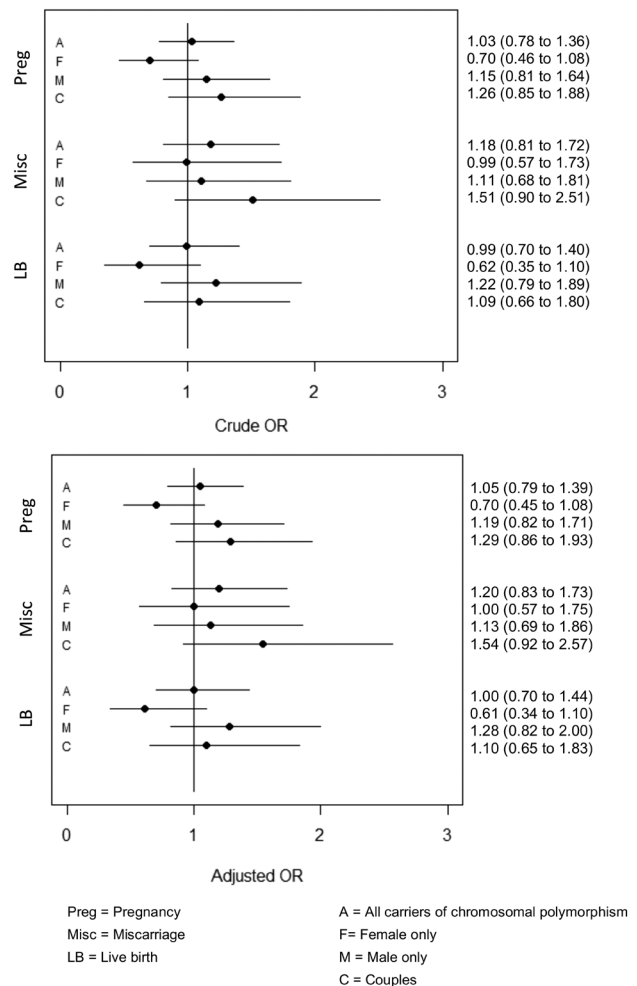 Preg
A 1.03 (0.78 to 1.36)
F 0.70 (0.46 to 1.08)
M 1.15 (0.81 to 1.64)
C 1.26 (0.85 to 1.88)
Misc
A 1.18 (0.81 to 1.72)
F 0.99 (0.57 to 1.73)
M 1.11 (0.68 to 1.81)
C 1.51 (0.90 to 2.51)
LB
A 0.99 (0.70 to 1.40)
F 0.62 (0.35 to 1.10)
M 1.22 (0.79 to 1.89)
C 1.09 (0.66 to 1.80)
0 1 2 3
Crude OR
Preg
A 1.05 (0.79 to 1.39)
F 0.70 (0.45 to 1.08)
M 1.19 (0.82 to 1.71)
C 1.29 (0.86 to 1.93)
Misc
A 1.20 (0.83 to 1.73)
F 1.00 (0.57 to 1.75)
M 1.13 (0.69 to 1.86)
C 1.54 (0.92 to 2.57)
LB
A 1.00 (0.70 to 1.44)
F 0.61 (0.34 to 1.10)
M 1.28 (0.82 to 2.00)
C 1.10 (0.65 to 1.83)
0 1 2 3
Adjusted OR
Preg = Pregnancy
Misc = Miscarriage
LB = Live birth
A = All carriers of chromosomal polymorphism
F= Female only
M = Male only
C = Couples